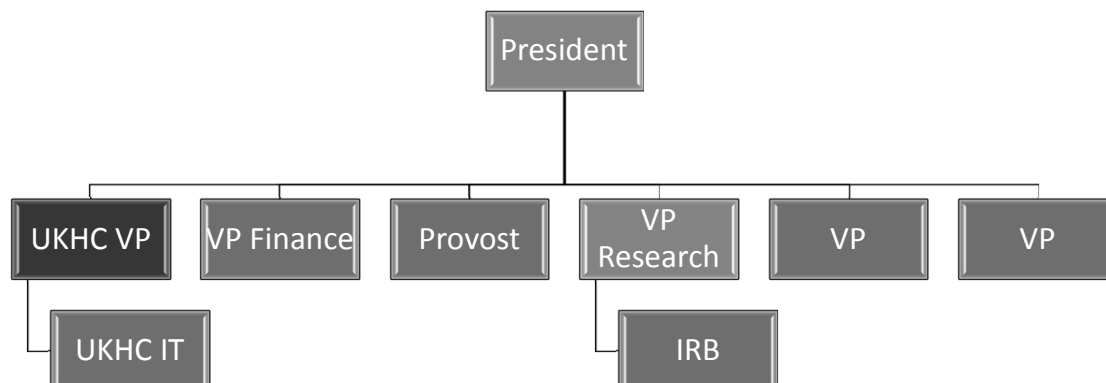 President
UKHC VP
VP Finance
Provost
VP
Research
VP
VP
UKHC IT
IRB